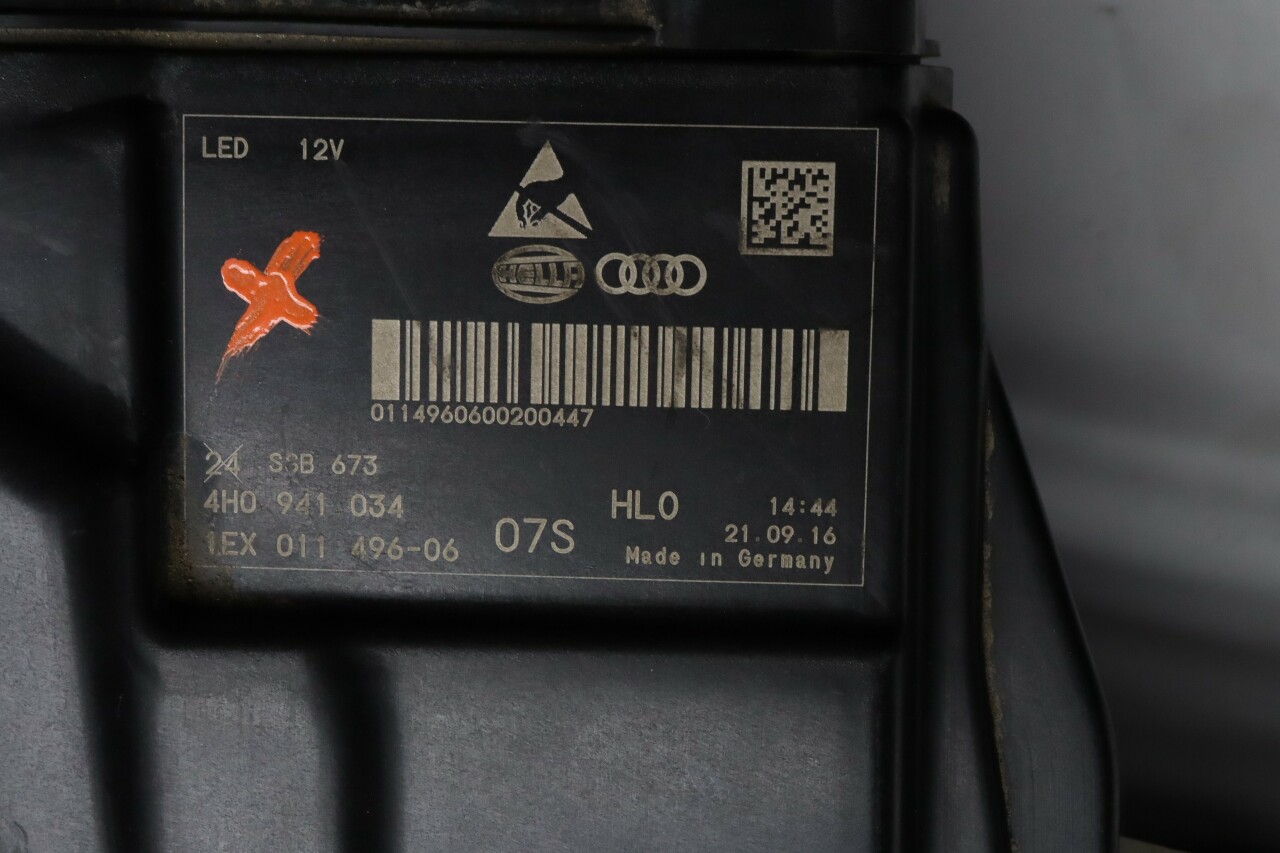 LED 12V
HELLA
0114960600200447
24 SSB 673
4H0 941 034
1EX 011 496-06
07S
HL0
14:44
21.09.16
Made in Germany